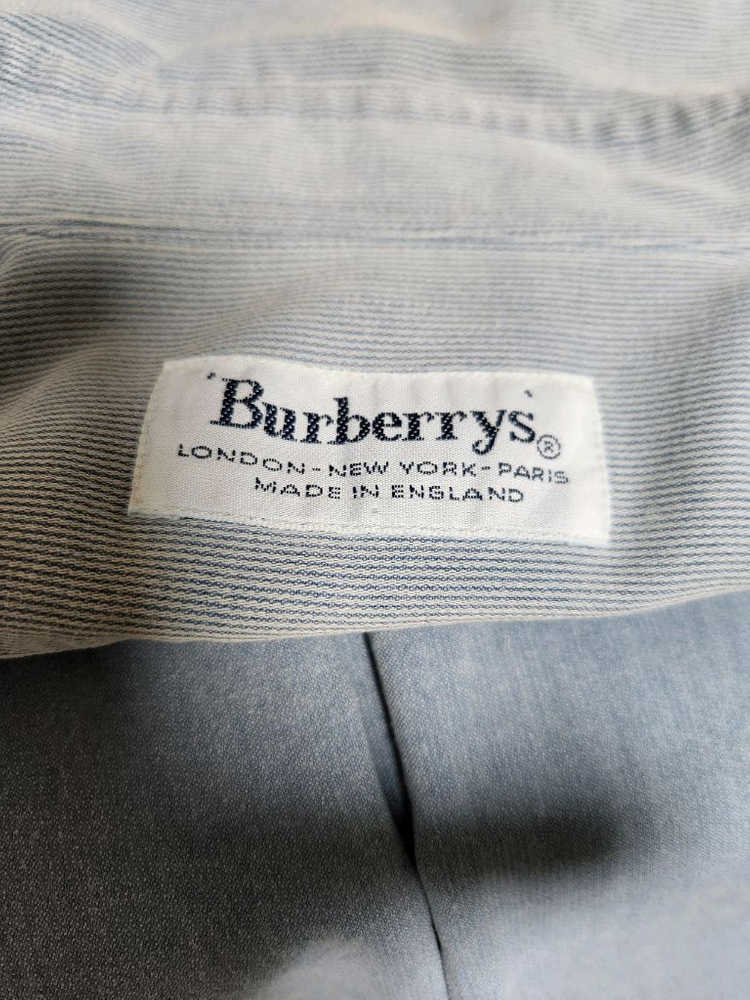 'Burberrys'®
LONDON-NEW YORK-PARIS
MADE IN ENGLAND